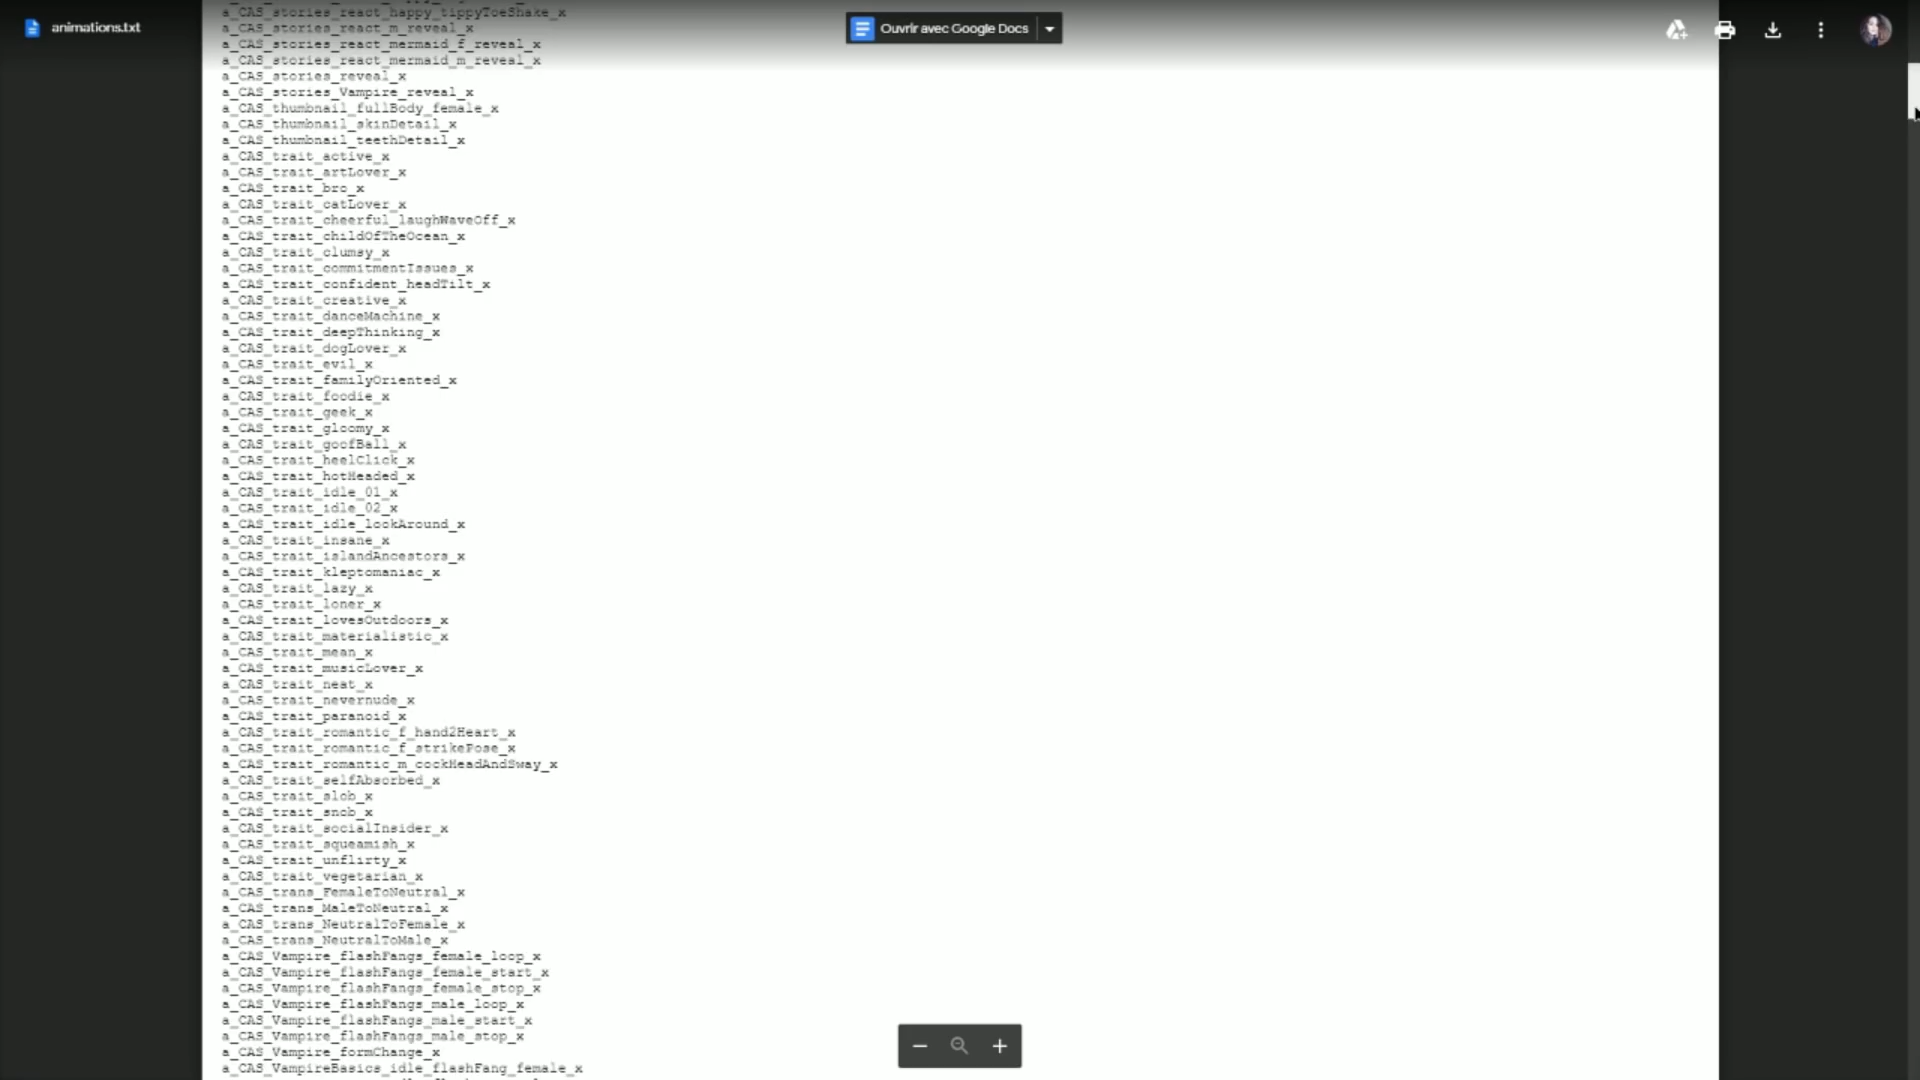 animations.txt
Ouvrir avec Google Docs
a_CAS_stories_react_happy_tippyToeShake_x
a_CAS_stories_react_m_reveal_x
a_CAS_stories_react_mermaid_f_reveal_x
a_CAS_stories_react_mermaid_m_reveal_x
a_CAS_stories_reveal_x
a_CAS_stories_Vampire_reveal_x
a_CAS_thumbnail_fullBody_female_x
a_CAS_thumbnail_skinDetail_x
a_CAS_thumbnail_teethDetail_x
a_CAS_trait_active_x
a_CAS_trait_artLover_x
a_CAS_trait_bro_x
a_CAS_trait_catLover_x
a_CAS_trait_cheerful_laughWaveOff_x
a_CAS_trait_childOfTheOcean_x
a_CAS_trait_clumsy_x
a_CAS_trait_commitmentIssues_x
a_CAS_trait_confident_headTilt_x
a_CAS_trait_creative_x
a_CAS_trait_danceMachine_x
a_CAS_trait_deepThinking_x
a_CAS_trait_dogLover_x
a_CAS_trait_evil_x
a_CAS_trait_familyOriented_x
a_CAS_trait_foodie_x
a_CAS_trait_geek_x
a_CAS_trait_gloomy_x
a_CAS_trait_goofBall_x
a_CAS_trait_heelClick_x
a_CAS_trait_hotHeaded_x
a_CAS_trait_idle_01_x
a_CAS_trait_idle_02_x
a_CAS_trait_idle_lookAround_x
a_CAS_trait_insane_x
a_CAS_trait_islandAncestors_x
a_CAS_trait_kleptomaniac_x
a_CAS_trait_lazy_x
a_CAS_trait_loner_x
a_CAS_trait_lovesOutdoors_x
a_CAS_trait_materialistic_x
a_CAS_trait_mean_x
a_CAS_trait_musicLover_x
a_CAS_trait_neat_x
a_CAS_trait_nevernude_x
a_CAS_trait_paranoid_x
a_CAS_trait_romantic_f_hand2Heart_x
a_CAS_trait_romantic_f_strikePose_x
a_CAS_trait_romantic_m_cockHeadAndSway_x
a_CAS_trait_selfAbsorbed_x
a_CAS_trait_slob_x
a_CAS_trait_snob_x
a_CAS_trait_socialInsider_x
a_CAS_trait_squeamish_x
a_CAS_trait_unflirty_x
a_CAS_trait_vegetarian_x
a_CAS_trans_FemaleToNeutral_x
a_CAS_trans_MaleToNeutral_x
a_CAS_trans_NeutralToFemale_x
a_CAS_trans_NeutralToMale_x
a_CAS_Vampire_flashFangs_female_loop_x
a_CAS_Vampire_flashFangs_female_start_x
a_CAS_Vampire_flashFangs_female_stop_x
a_CAS_Vampire_flashFangs_male_loop_x
a_CAS_Vampire_flashFangs_male_start_x
a_CAS_Vampire_flashFangs_male_stop_x
a_CAS_Vampire_formChange_x
a_CAS_VampireBasics_idle_flashFang_female_x